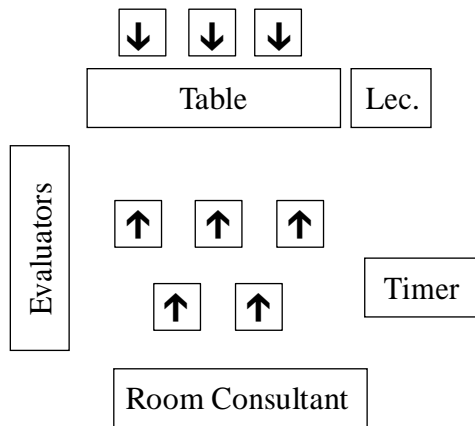 Table
Lec.
Evaluators
Timer
Room Consultant